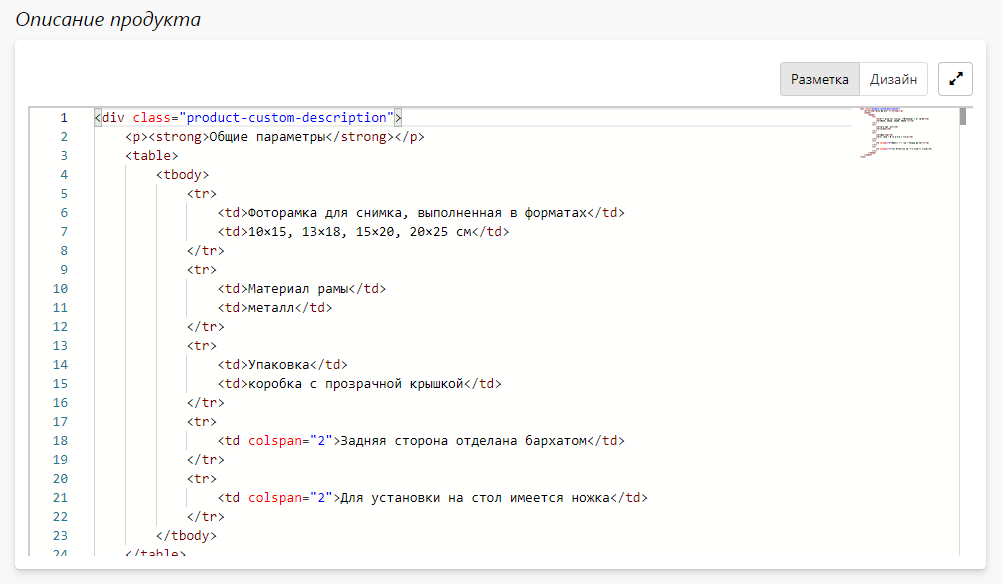 Описание продукта
Разметка Дизайн
1 <div class="product-custom-description">
2 <p><strong>Общие параметры</strong></p>
3 <table>
4 <tbody>
5 <tr>
6 <td>Фоторамка для снимка, выполненная в форматах</td>
7 <td>10x15, 13x18, 15x20, 20x25 см</td>
8 </tr>
9 <tr>
10 <td>Материал рамы</td>
11 <td>металл</td>
12 </tr>
13 <tr>
14 <td>Упаковка</td>
15 <td>коробка с прозрачной крышкой</td>
16 </tr>
17 <tr>
18 <td colspan="2">Задняя сторона отделана бархатом</td>
19 </tr>
20 <tr>
21 <td colspan="2">Для установки на стол имеется ножка</td>
22 </tr>
23 </tbody>
24 </table>